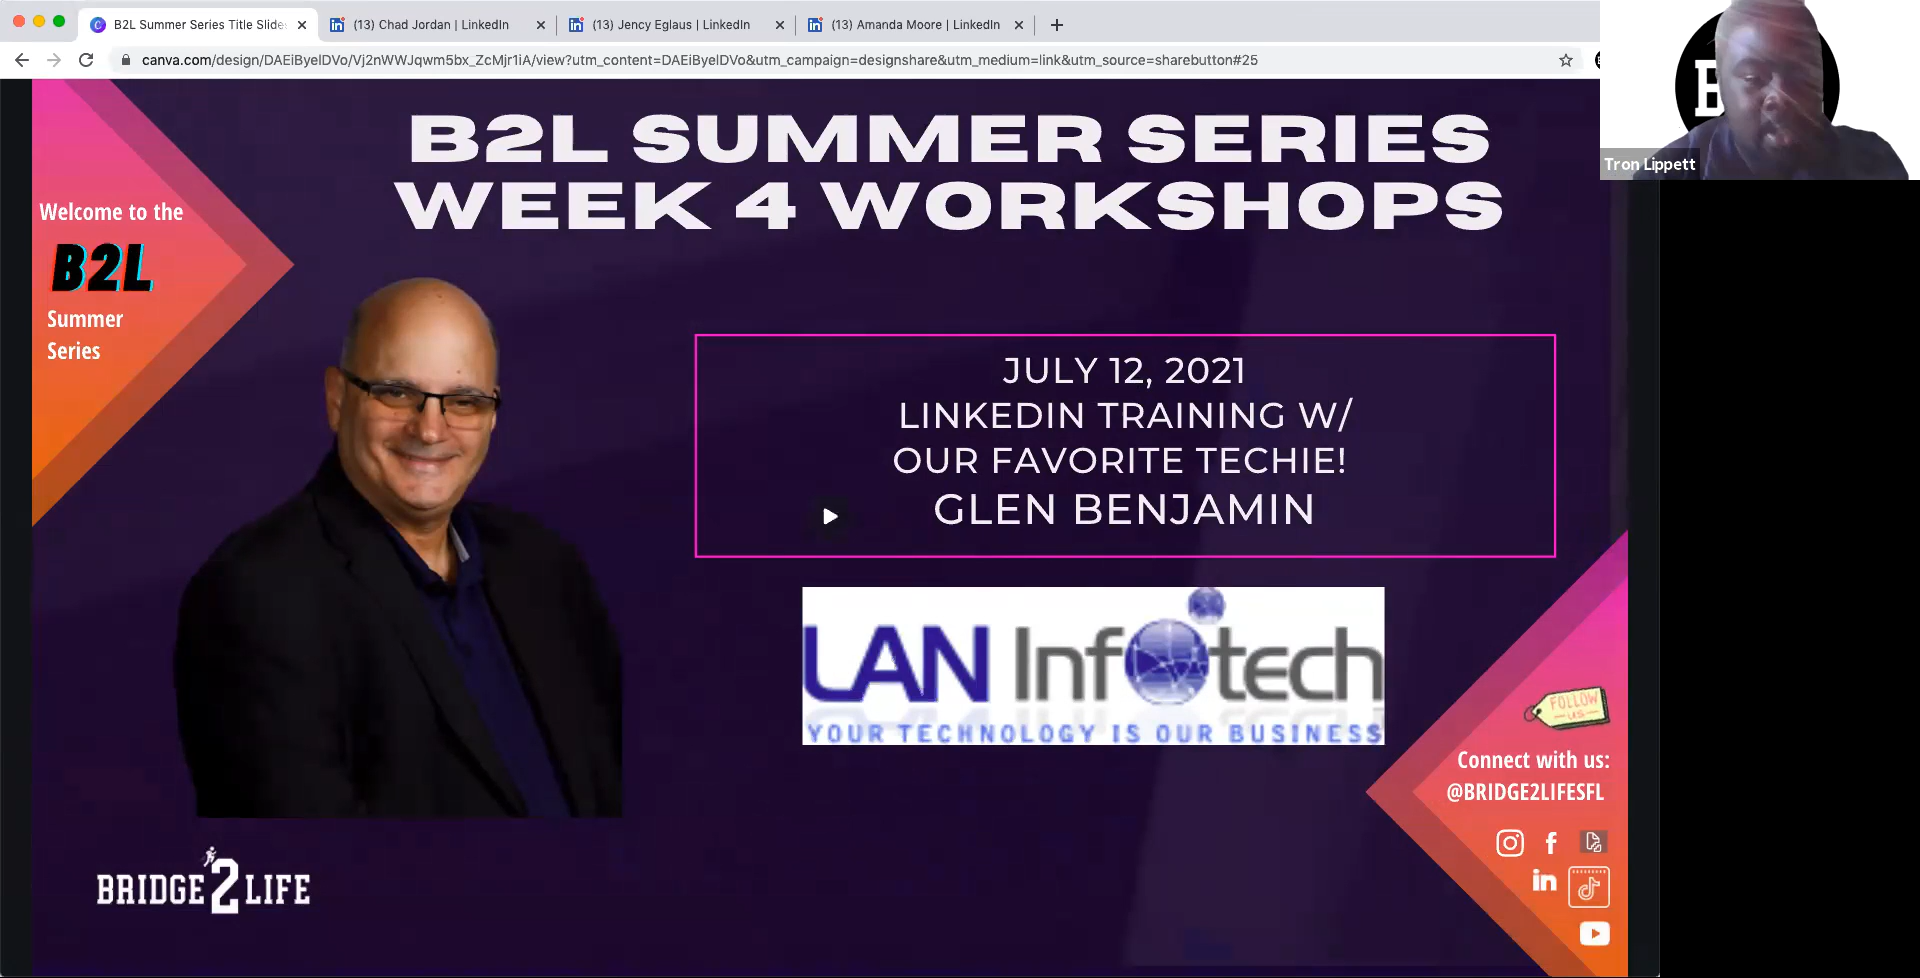 B2L Summer Series Title Slides
(13) Chad Jordan | LinkedIn
(13) Jency Eglaus | LinkedIn
(13) Amanda Moore | LinkedIn
canva.com/design/DAEiByelDVo/Vj2nWWJqwm5bx_ZcMjr1iA/view?utm_content=DAEiByelDVo&utm_campaign=designshare&utm_medium=link&utm_source=sharebutton#25
B
Tron Lippett
B2L SUMMER SERIES
WEEK 4 WORKSHOPS
Welcome to the
B2L
Summer
Series
JULY 12, 2021
LINKEDIN TRAINING W/
OUR FAVORITE TECHIE!
GLEN BENJAMIN
LAN Infotech
YOUR TECHNOLOGY IS OUR BUSINESS
FOLLOW
US
Connect with us:
@BRIDGE2LIFESFL
BRIDGE 2 LIFE